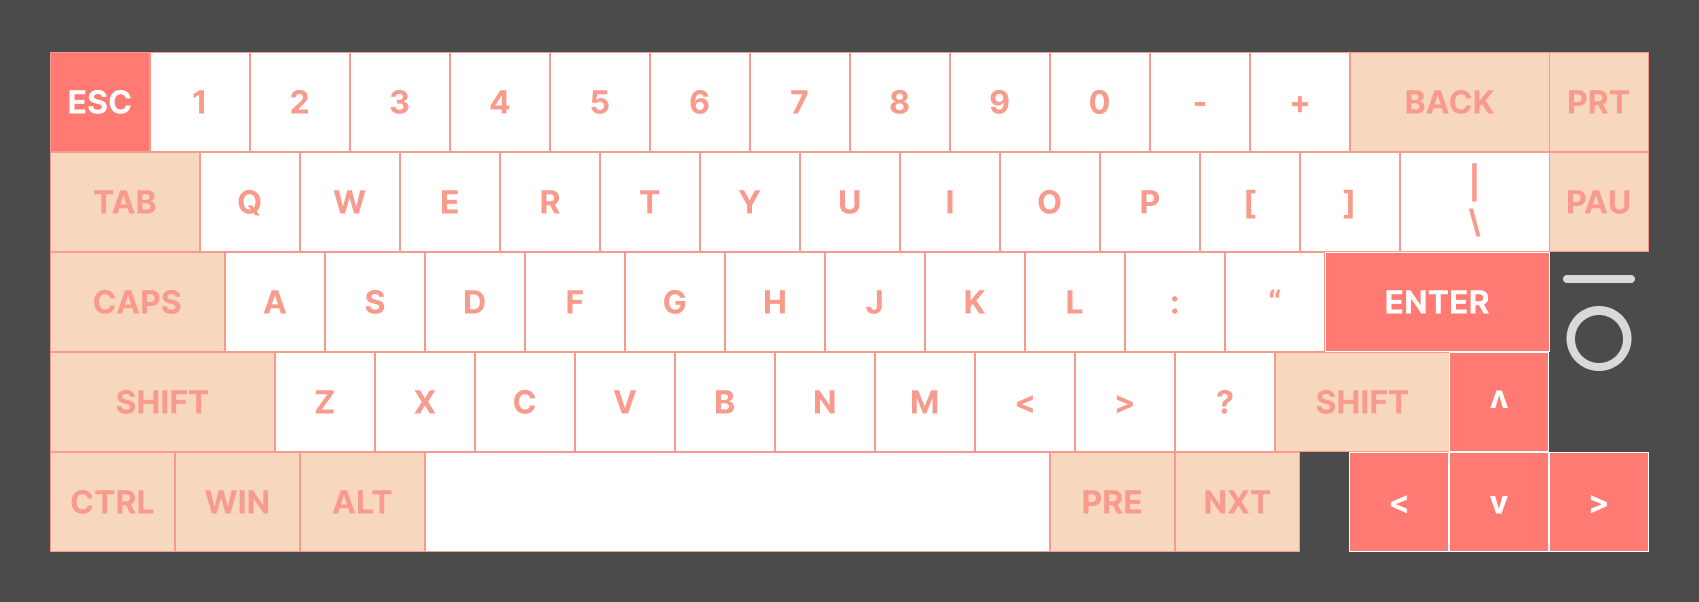 ESC 1 2 3 4 5 6 7 8 9 0 - + BACK PRT
TAB Q W E R T Y U I O P [ ] | \ PAU
CAPS A S D F G H J K L : “ ENTER
SHIFT Z X C V B N M < > ? SHIFT ʌ
CTRL WIN ALT PRE NXT < v >